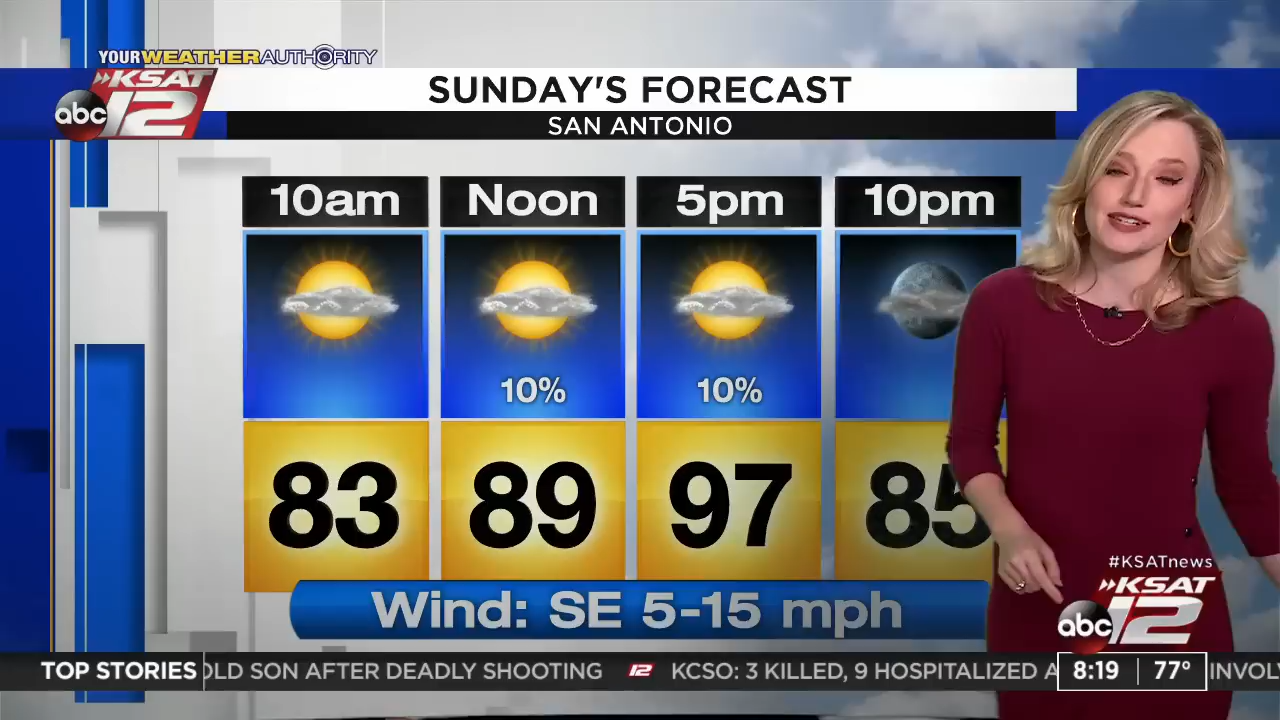 YOURWEATHERAUTHORITY
KSAT
abc 12
SUNDAY'S FORECAST
SAN ANTONIO
10am Noon 5pm 10pm
10% 10%
83 89 97 85
Wind: SE 5-15 mph
#KSATnews
KSAT
abc 12
TOP STORIES OLD SON AFTER DEADLY SHOOTING 12 KCSO: 3 KILLED, 9 HOSPITALIZED A 8:19 77° INVOL